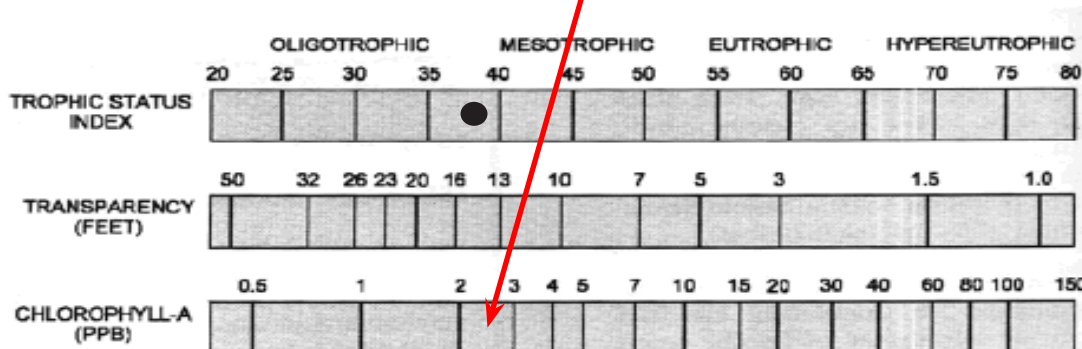 OLIGOTROPHIC MESOTROPHIC EUTROPHIC HYPEREUTROPHIC
20 25 30 35 40 45 50 55 60 65 70 75 80
TROPHIC STATUS
INDEX
50 32 26 23 20 16 13 10 7 5 3 1.5 1.0
TRANSPARENCY
(FEET)
0.5 1 2 3 4 5 7 10 15 20 30 40 60 80 100 150
CHLOROPHYLL-A
(PPB)